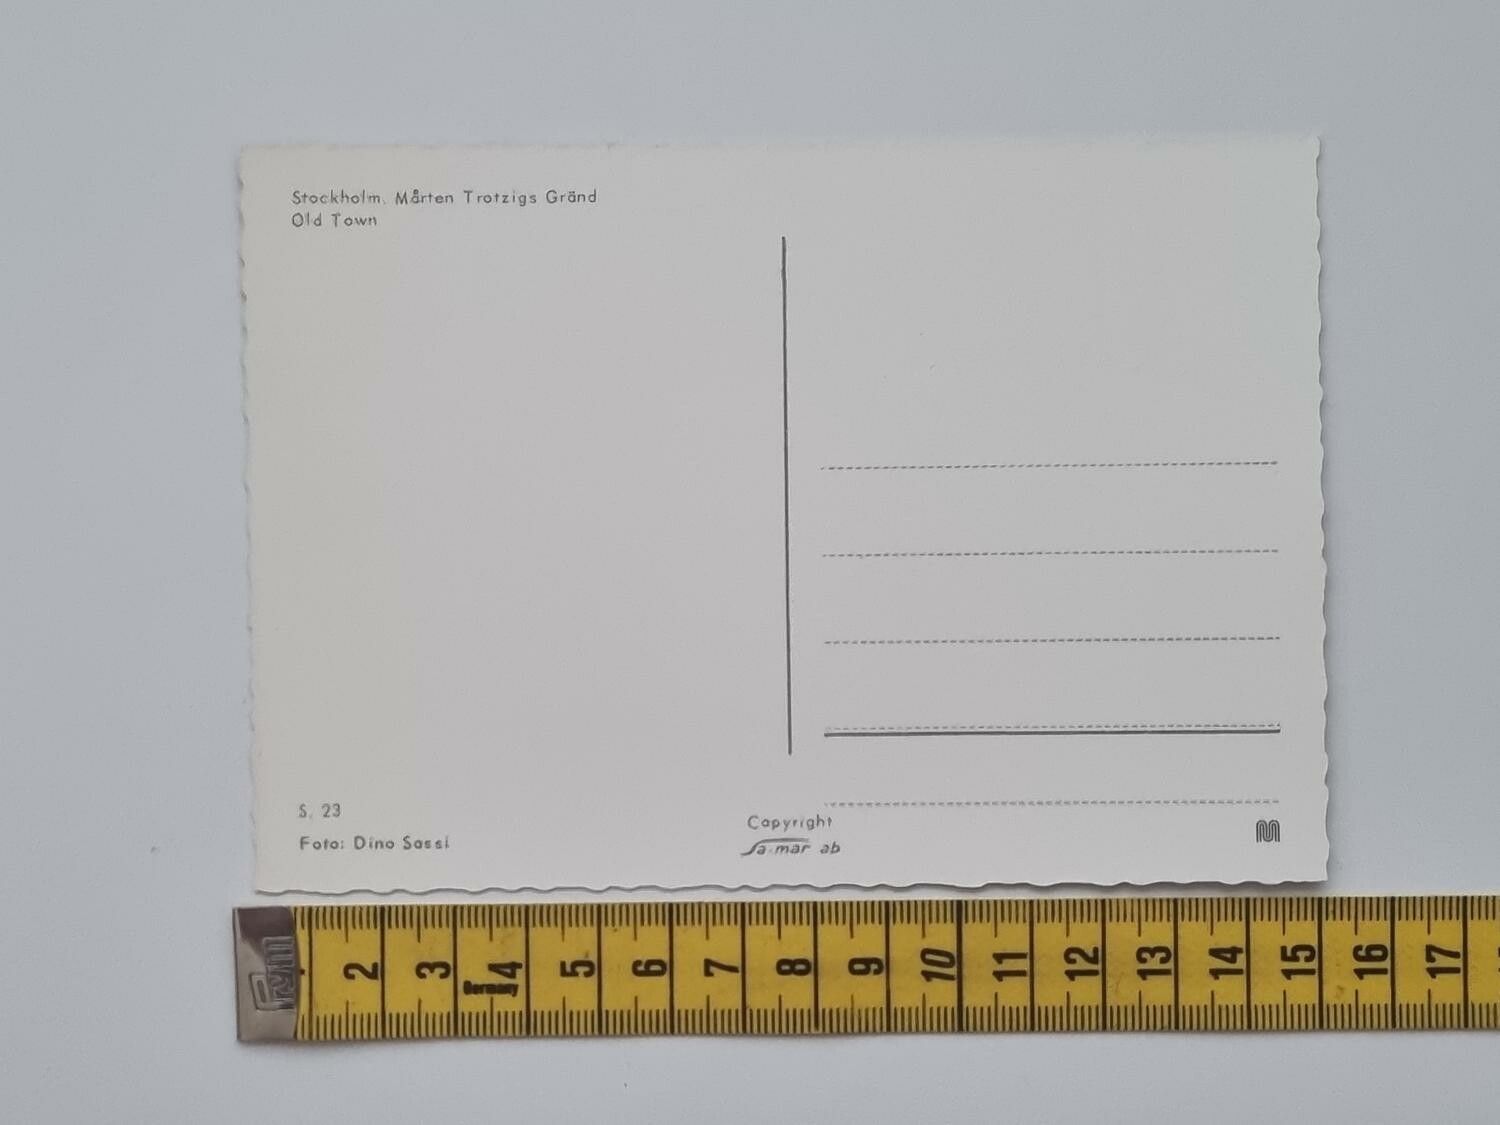 Stockholm. Mårten Trotzigs Gränd
Old Town
S. 23
Foto: Dino Sassi
Copyright
Sa-mar ab
M
Prym
2 3 4 5 6 7 8 9 10 11 12 13 14 15 16 17
Germany